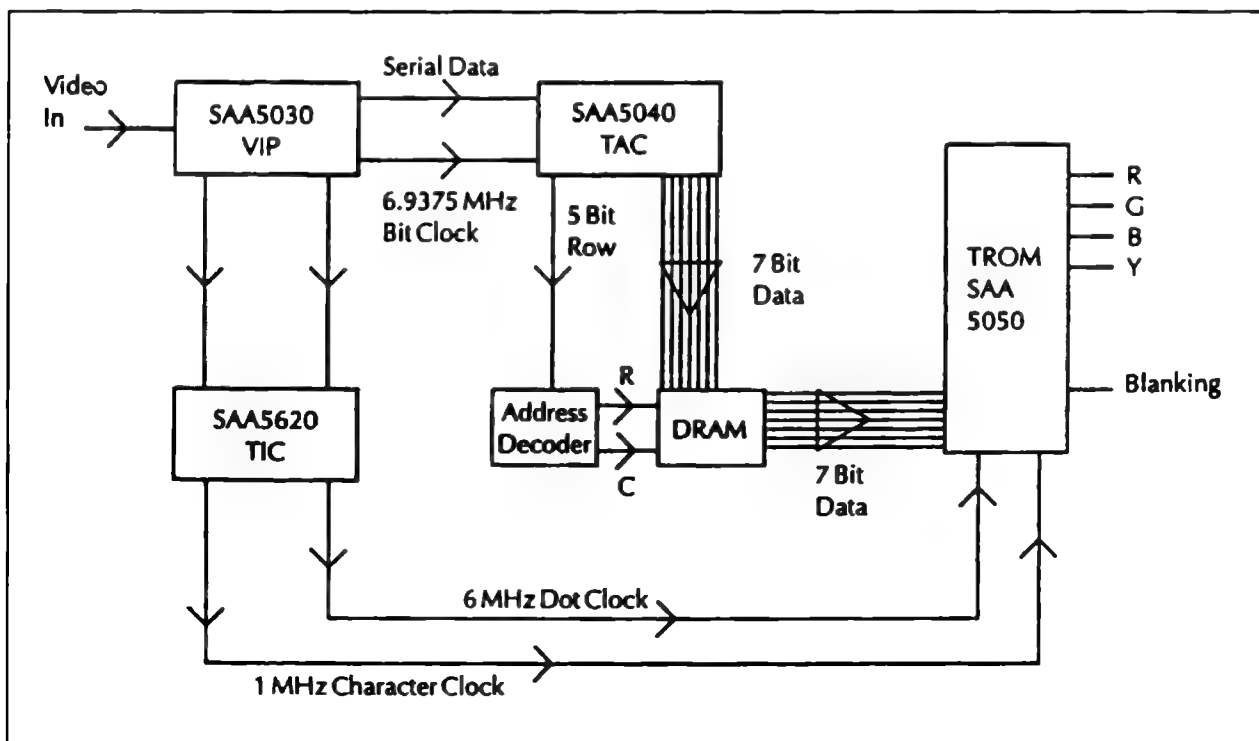 Video
In
SAA5030
VIP
Serial Data
6.9375 MHz
Bit Clock
SAA5040
TAC
5 Bit
Row
7 Bit
Data
TROM
SAA
5050
R
G
B
Y
Blanking
SAA5620
TIC
Address
Decoder
R
C
DRAM
7 Bit
Data
6 MHz Dot Clock
1 MHz Character Clock